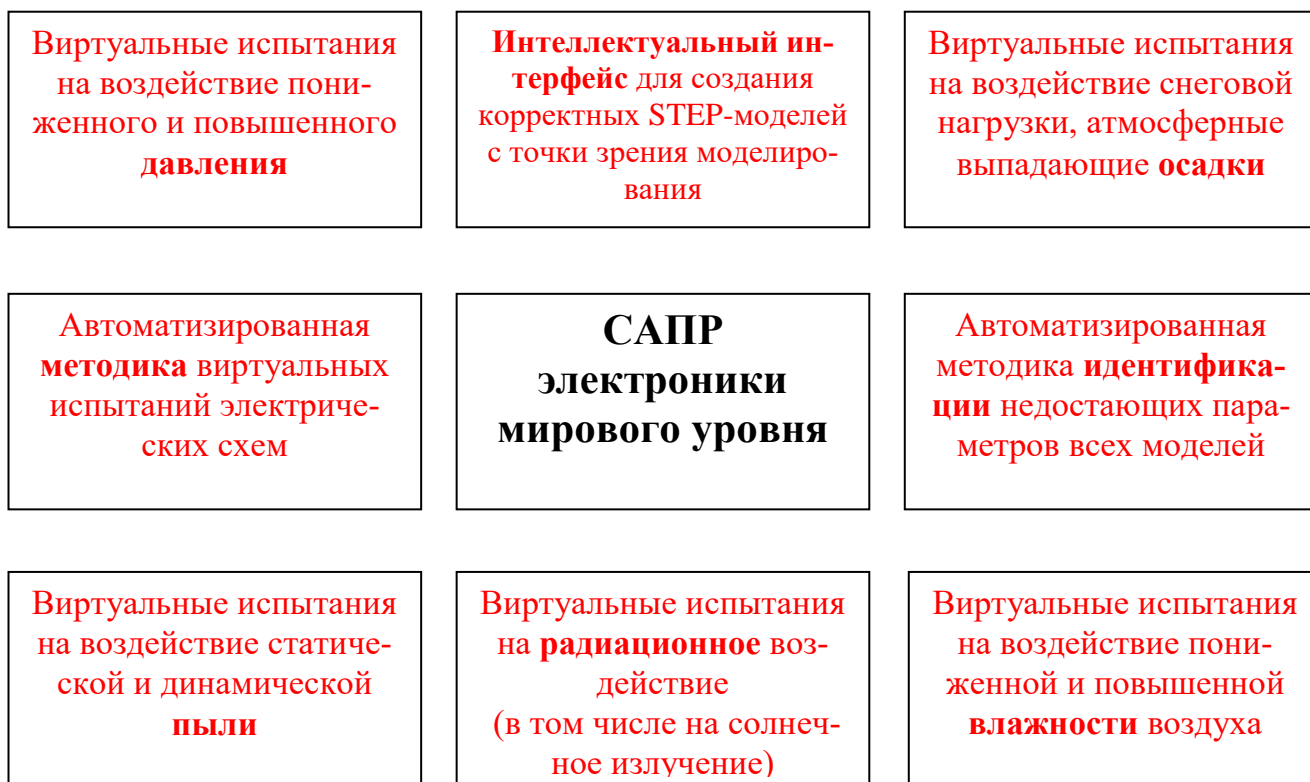 Виртуальные испытания
на воздействие пони-
женного и повышенного
давления
Интеллектуальный ин-
терфейс для создания
корректных STEP-моделей
с точки зрения моделиро-
вания
Виртуальные испытания
на воздействие снеговой
нагрузки, атмосферные
выпадающие осадки
Автоматизированная
методика виртуальных
испытаний электриче-
ских схем
САПР
электроники
мирового уровня
Автоматизированная
методика идентифика-
ции недостающих пара-
метров всех моделей
Виртуальные испытания
на воздействие статиче-
ской и динамической
пыли
Виртуальные испытания
на радиационное воз-
действие
(в том числе на солнеч-
ное излучение)
Виртуальные испытания
на воздействие пони-
женной и повышенной
влажности воздуха